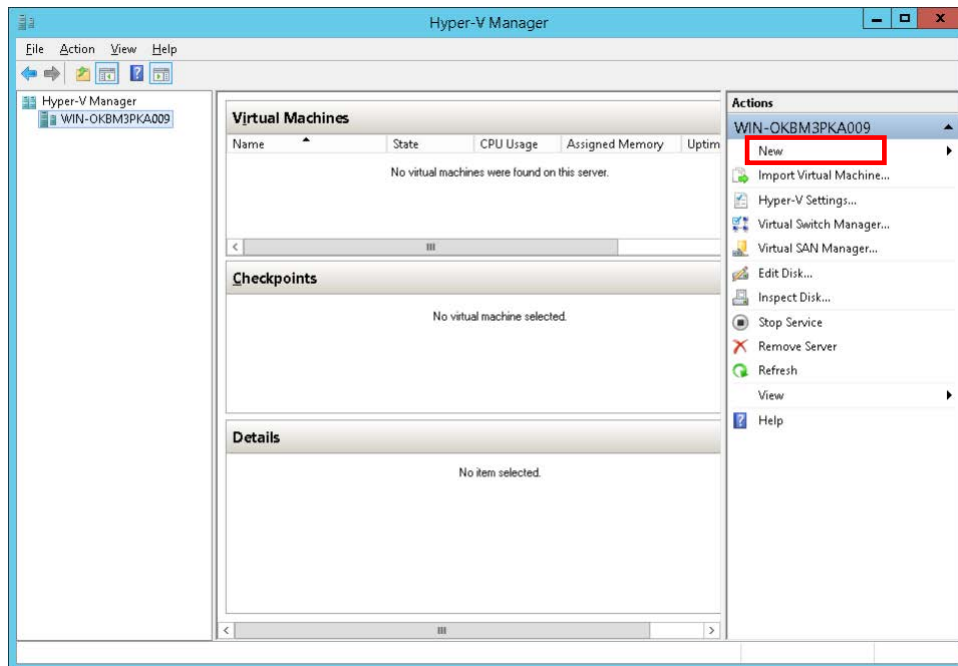 Hyper-V Manager
File Action View Help
Hyper-V Manager
WIN-OKBM3PKA009
Virtual Machines
Name State CPU Usage Assigned Memory Uptim
No virtual machines were found on this server.
Checkpoints
No virtual machine selected.
Details
No item selected.
Actions
WIN-OKBM3PKA009
New
Import Virtual Machine...
Hyper-V Settings...
Virtual Switch Manager...
Virtual SAN Manager...
Edit Disk...
Inspect Disk...
Stop Service
Remove Server
Refresh
View
Help